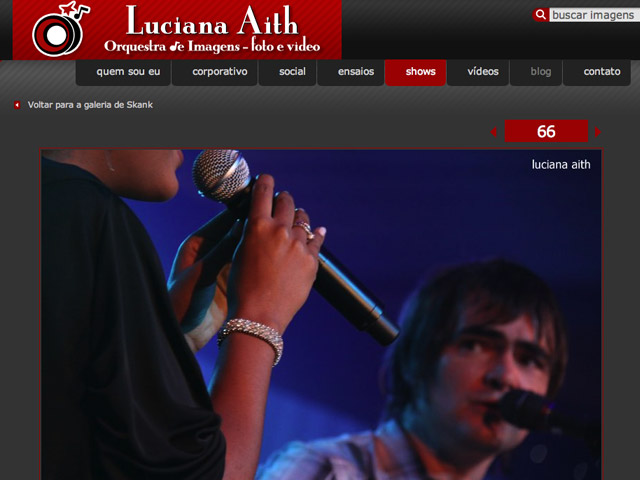 Luciana Aith
Orquestra de Imagens - foto e video
buscar imagens
quem sou eu
corporativo
social
ensaios
shows
vídeos
blog
contato
Voltar para a galeria de Skank
66
luciana aith